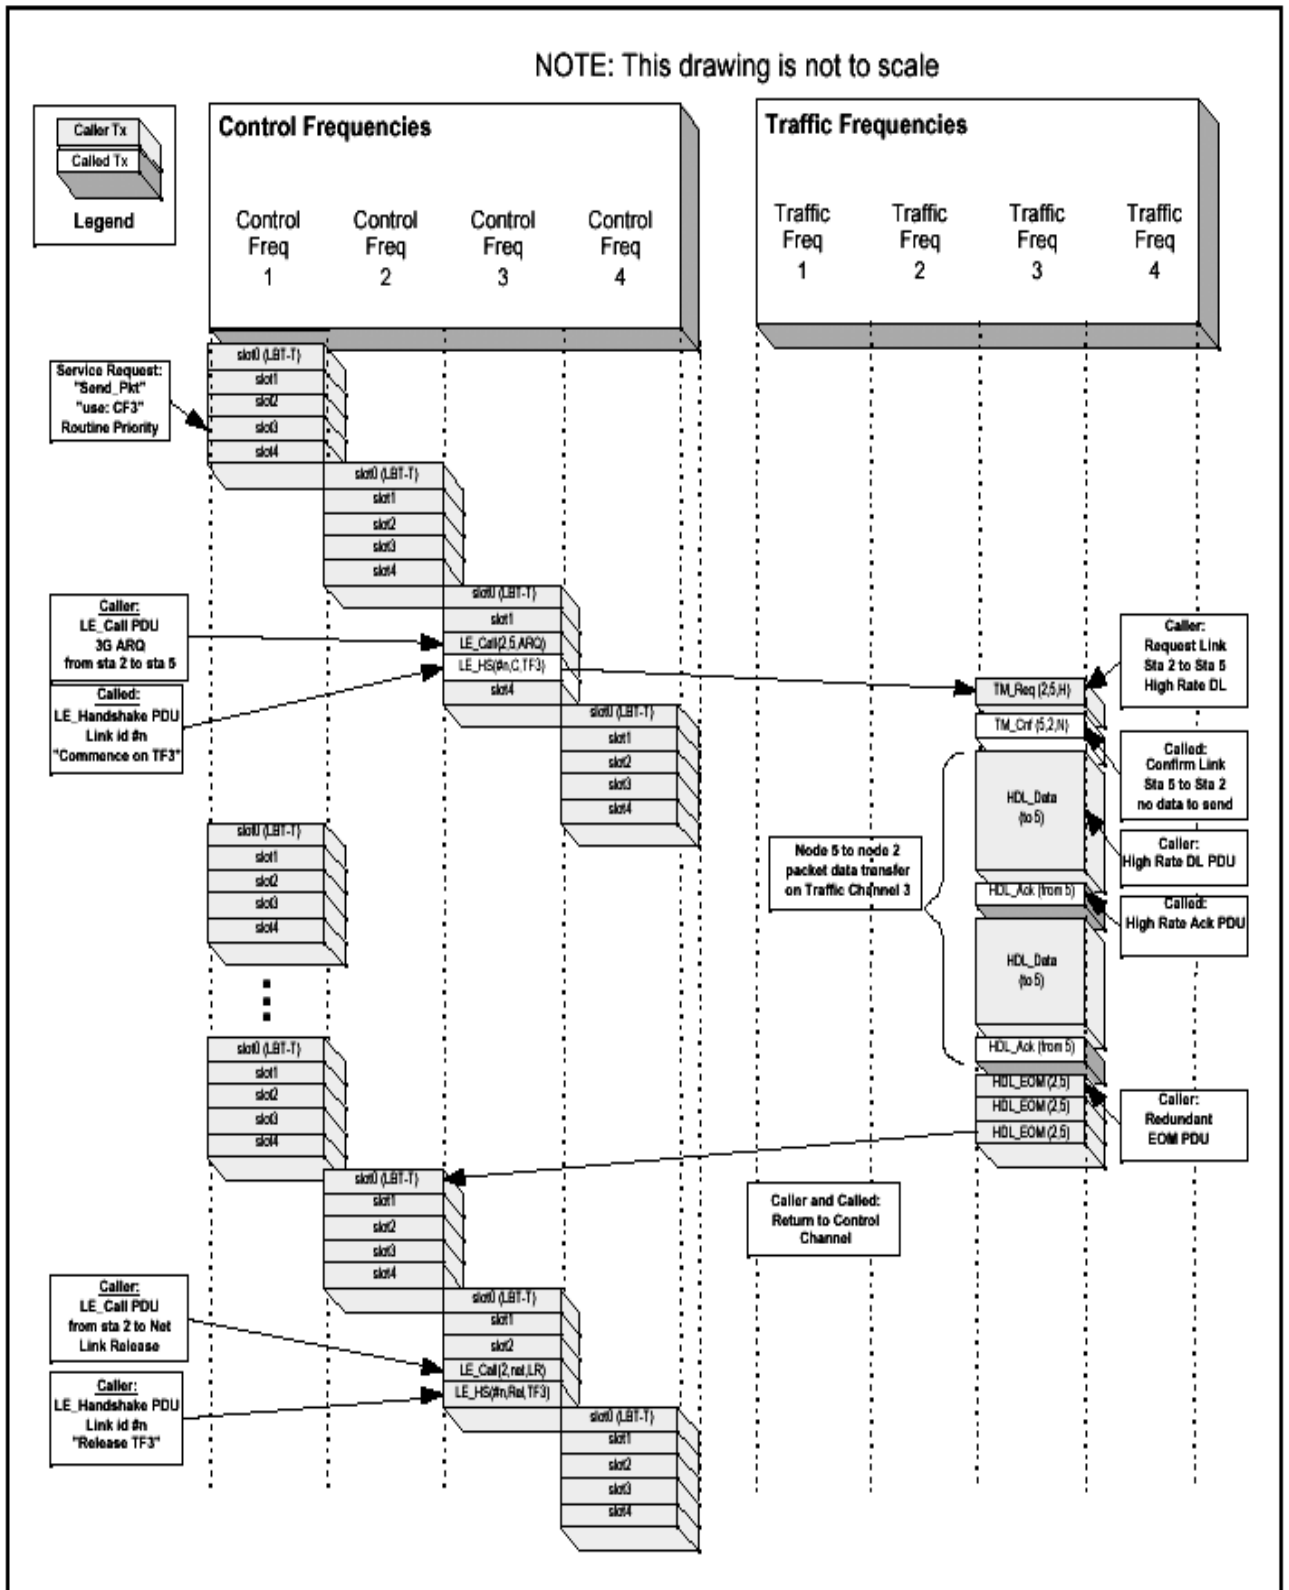 NOTE: This drawing is not to scale
Caller Tx
Called Tx
Legend
Control Frequencies
Control
Freq
1
Control
Freq
2
Control
Freq
3
Control
Freq
4
Traffic Frequencies
Traffic
Freq
1
Traffic
Freq
2
Traffic
Freq
3
Traffic
Freq
4
Service Request:
"Send_Pkt"
"use: CF3"
Routine Priority
slot0 (LBT-T)
slot1
slot2
slot3
slot4
slot0 (LBT-T)
slot1
slot2
slot3
slot4
Caller:
LE_Call PDU
3G ARQ
from sta 2 to sta 5
Called:
LE_Handshake PDU
Link id #n
"Commence on TF3"
slot0 (LBT-T)
slot1
LE_Call(2,5,ARQ)
LE_HS(#n,C,TF3)
slot4
slot0 (LBT-T)
slot1
slot2
slot3
slot4
TM_Req (2,5,H)
TM_Cnf (5,2,N)
HDL_Data
(to 5)
HDL_Ack (from 5)
HDL_Data
(to 5)
HDL_Ack (from 5)
HDL_EOM (2,5)
HDL_EOM (2,5)
HDL_EOM (2,5)
Caller:
Request Link
Sta 2 to Sta 5
High Rate DL
Called:
Confirm Link
Sta 5 to Sta 2
no data to send
Caller:
High Rate DL PDU
Called:
High Rate Ack PDU
Caller:
Redundant
EOM PDU
Node 5 to node 2
packet data transfer
on Traffic Channel 3
slot0 (LBT-T)
slot1
slot2
slot3
slot4
slot0 (LBT-T)
slot1
slot2
slot3
slot4
slot0 (LBT-T)
slot1
slot2
slot3
slot4
Caller and Called:
Return to Control
Channel
Caller:
LE_Call PDU
from sta 2 to Net
Link Release
Caller:
LE_Handshake PDU
Link id #n
"Release TF3"
slot0 (LBT-T)
slot1
slot2
LE_Call(2,net,LR)
LE_HS(#n,Rel,TF3)
slot0 (LBT-T)
slot1
slot2
slot3
slot4